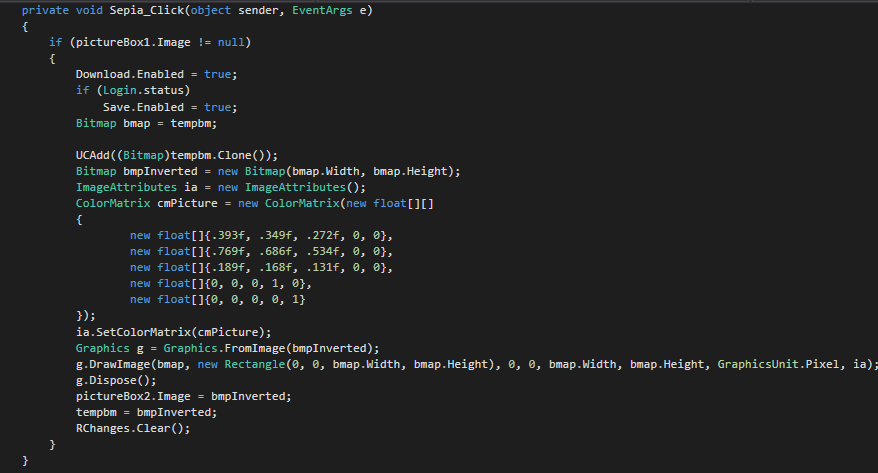 private void Sepia_Click(object sender, EventArgs e)
{
    if (pictureBox1.Image != null)
    {
        Download.Enabled = true;
        if (Login.status)
            Save.Enabled = true;
        Bitmap bmap = tempbm;

        UCAdd((Bitmap)tempbm.Clone());
        Bitmap bmpInverted = new Bitmap(bmap.Width, bmap.Height);
        ImageAttributes ia = new ImageAttributes();
        ColorMatrix cmPicture = new ColorMatrix(new float[][]
        {
                new float[]{.393f, .349f, .272f, 0, 0},
                new float[]{.769f, .686f, .534f, 0, 0},
                new float[]{.189f, .168f, .131f, 0, 0},
                new float[]{0, 0, 0, 1, 0},
                new float[]{0, 0, 0, 0, 1}
        });
        ia.SetColorMatrix(cmPicture);
        Graphics g = Graphics.FromImage(bmpInverted);
        g.DrawImage(bmap, new Rectangle(0, 0, bmap.Width, bmap.Height), 0, 0, bmap.Width, bmap.Height, GraphicsUnit.Pixel, ia);
        g.Dispose();
        pictureBox2.Image = bmpInverted;
        tempbm = bmpInverted;
        RChanges.Clear();
    }
}